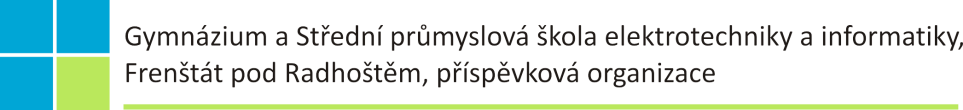 Gymnázium a Střední průmyslová škola elektrotechniky a informatiky,
Frenštát pod Radhoštěm, příspěvková organizace